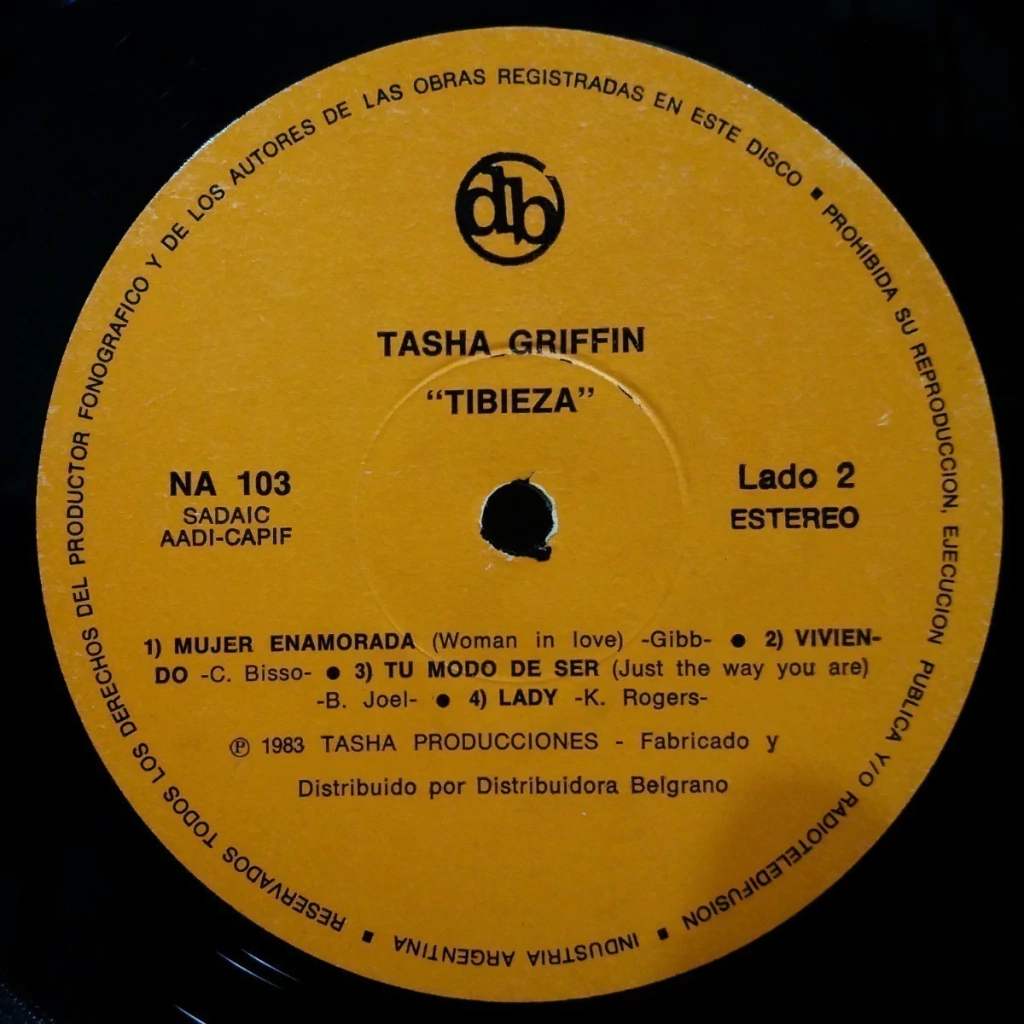 RESERVADOS TODOS LOS DERECHOS DEL PRODUCTOR FONOGRAFICO Y DE LOS AUTORES DE LAS OBRAS REGISTRADAS EN ESTE DISCO ▪ PROHIBIDA SU REPRODUCCION, EJECUCION PUBLICA Y/O RADIOTELEDIFUSION ▪ INDUSTRIA ARGENTINA ▪
db
TASHA GRIFFIN
“TIBIEZA”
NA 103
SADAIC
AADI-CAPIF
Lado 2
ESTEREO
1) MUJER ENAMORADA (Woman in love) -Gibb- ● 2) VIVIEN-
DO -C. Bisso- ● 3) TU MODO DE SER (Just the way you are)
-B. Joel- ● 4) LADY -K. Rogers-
℗ 1983 TASHA PRODUCCIONES - Fabricado y
Distribuido por Distribuidora Belgrano